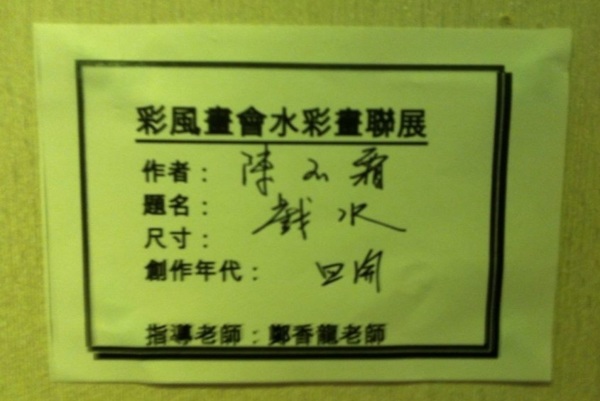 彩風畫會水彩畫聯展
作者：陳玉霜
題名：戲水
尺寸：
創作年代：四開
指導老師：鄭香龍老師